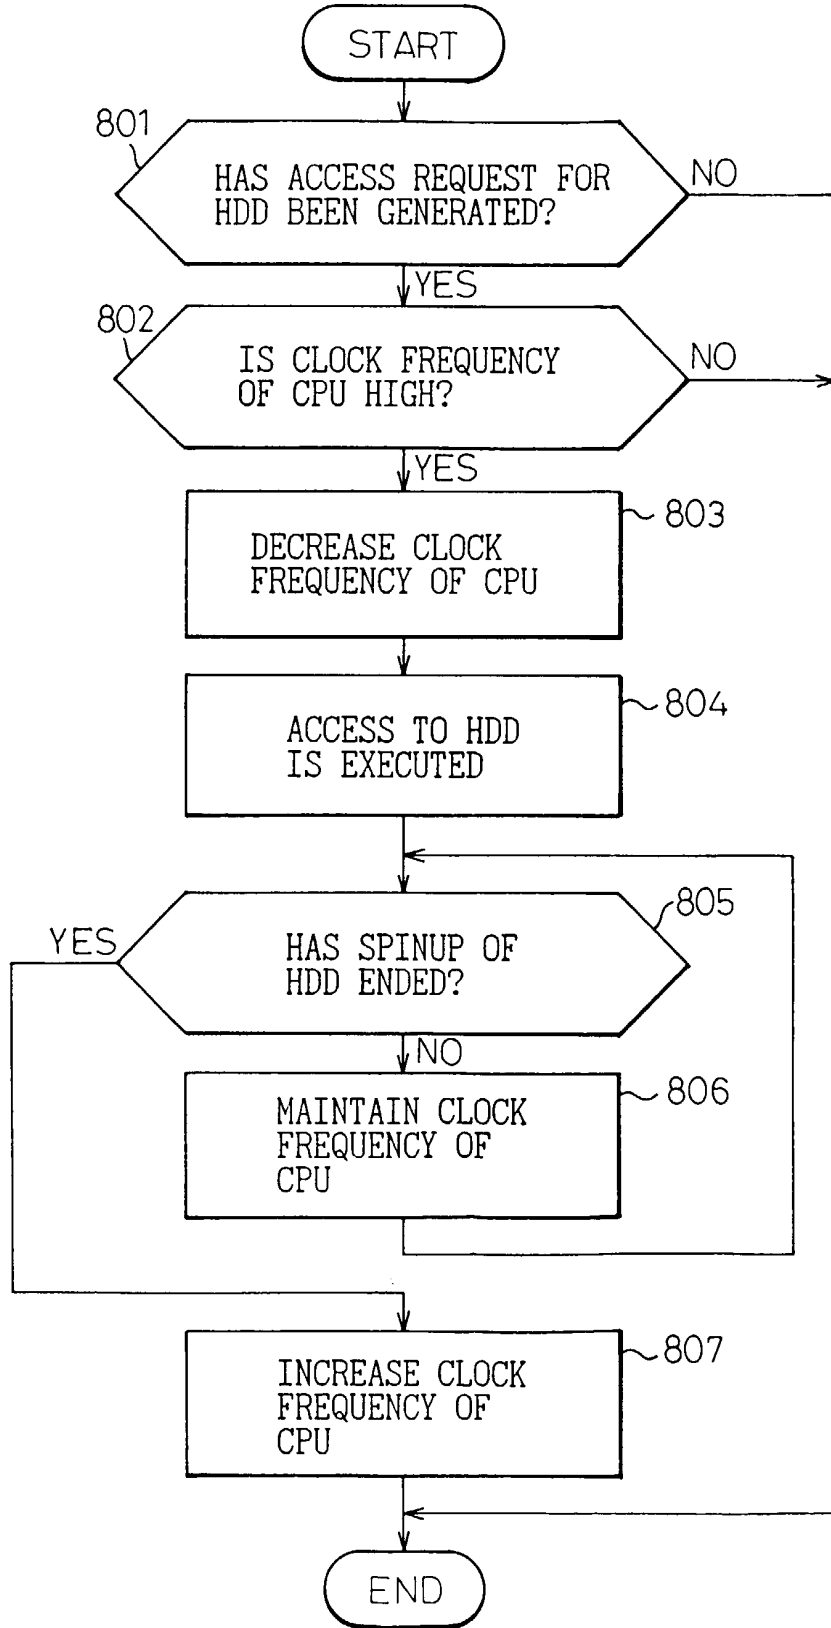 START
801
HAS ACCESS REQUEST FOR
HDD BEEN GENERATED?
NO
YES
802
IS CLOCK FREQUENCY
OF CPU HIGH?
NO
YES
803
DECREASE CLOCK
FREQUENCY OF CPU
804
ACCESS TO HDD
IS EXECUTED
805
YES
HAS SPINUP OF
HDD ENDED?
NO
806
MAINTAIN CLOCK
FREQUENCY OF
CPU
807
INCREASE CLOCK
FREQUENCY OF
CPU
END